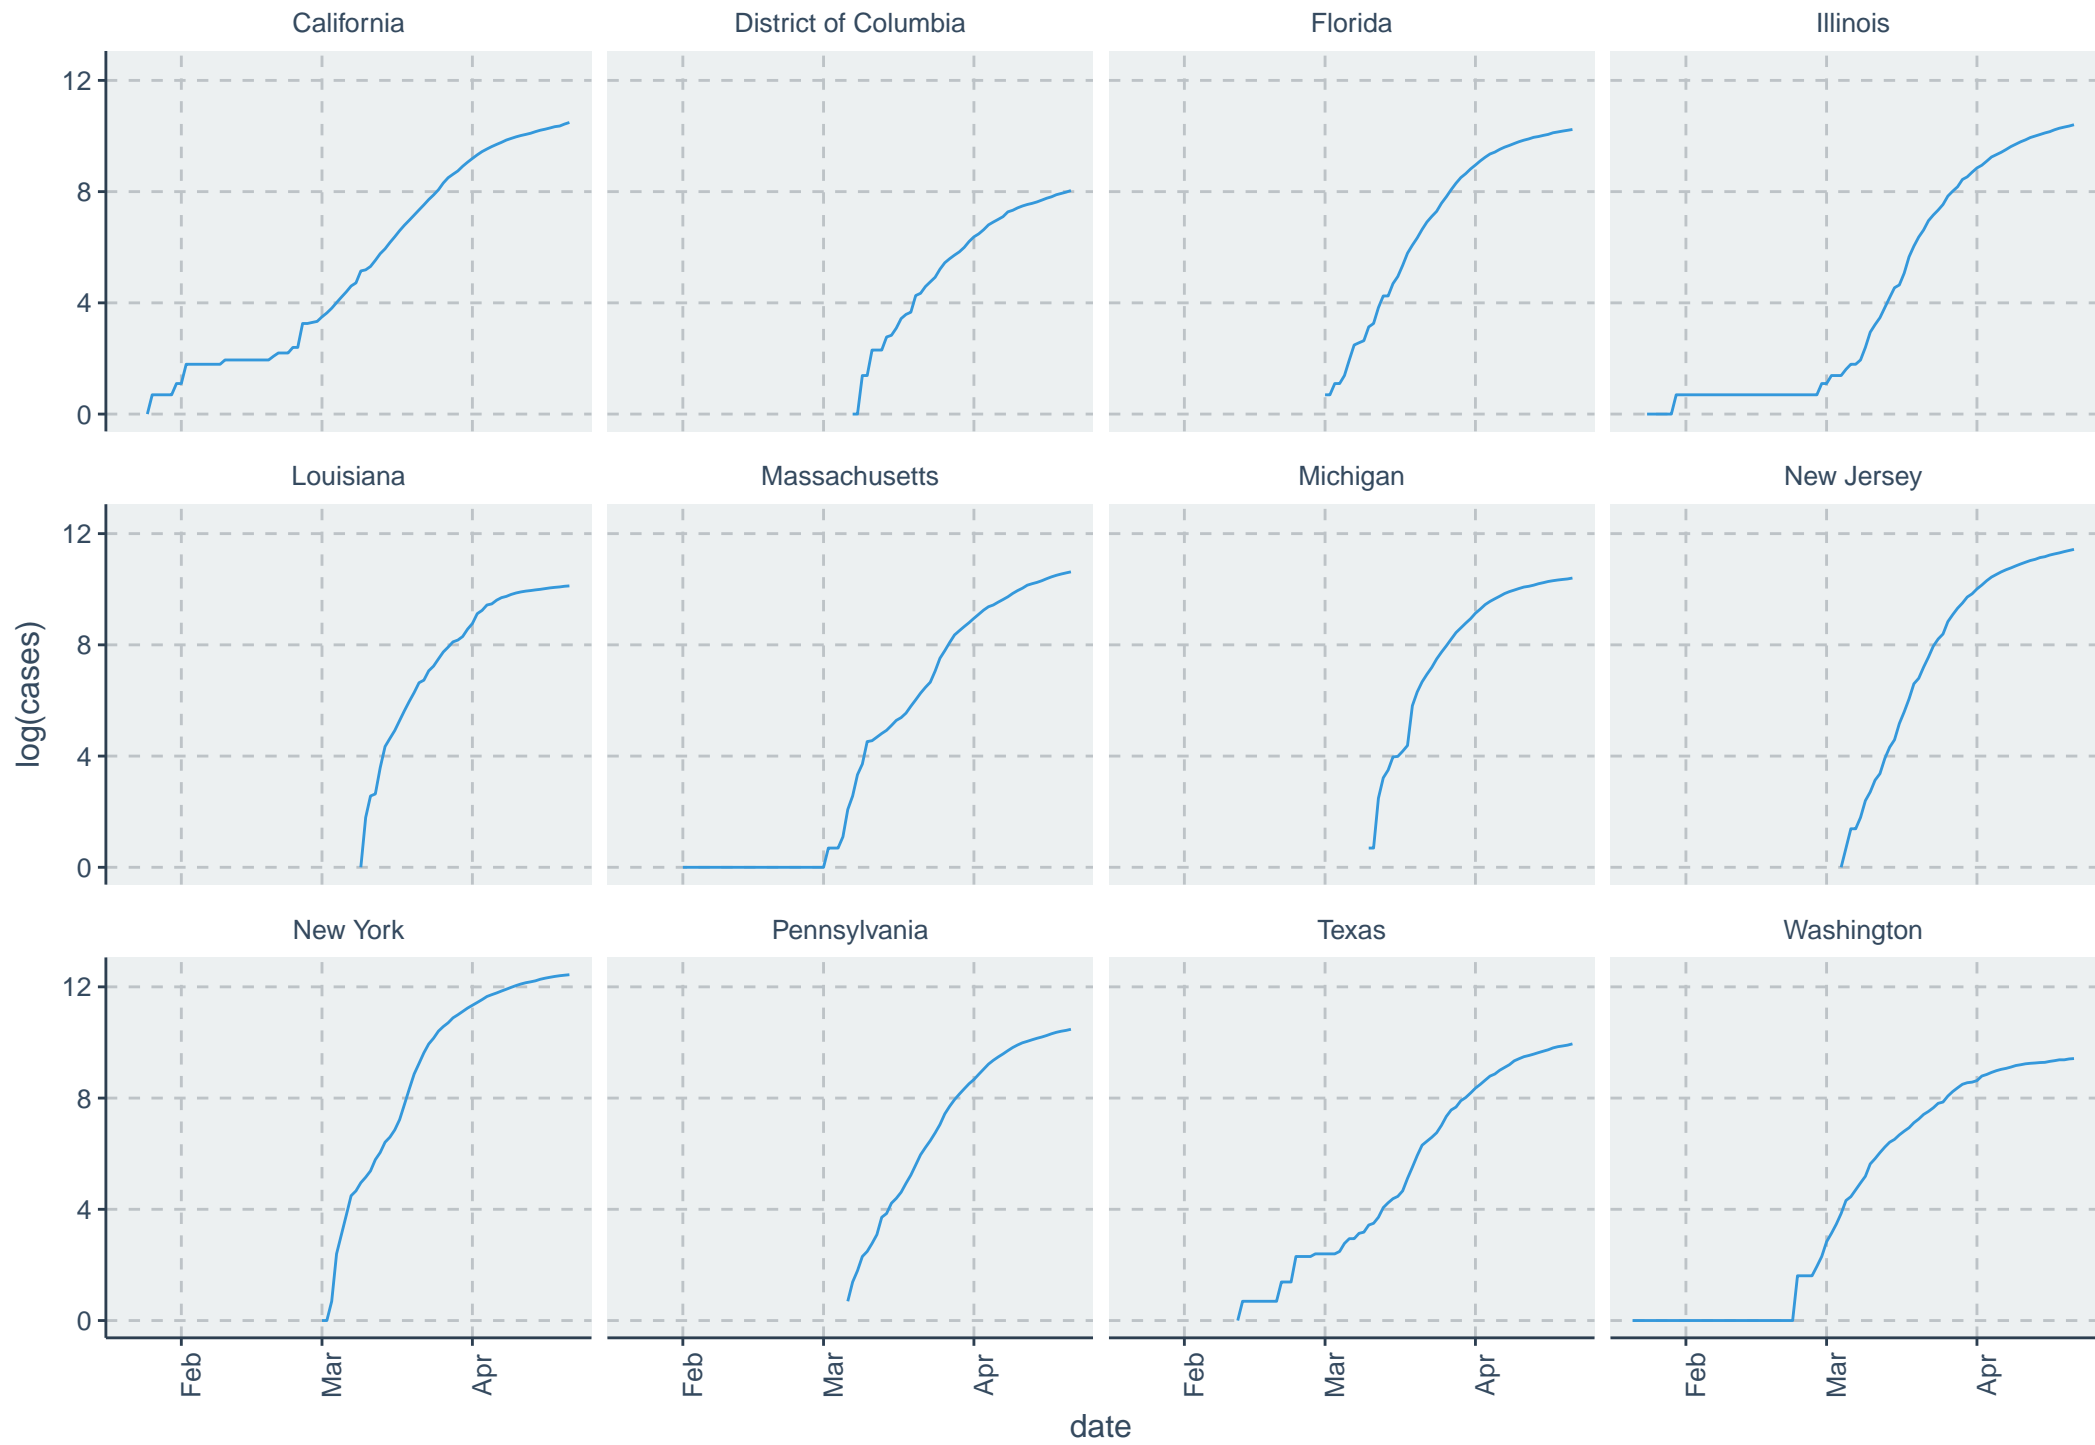 California District of Columbia Florida Illinois
12
8
4
0
Louisiana Massachusetts Michigan New Jersey
12
8
4
0
log(cases)
New York Pennsylvania Texas Washington
12
8
4
0
Feb Mar Apr Feb Mar Apr Feb Mar Apr Feb Mar Apr
date